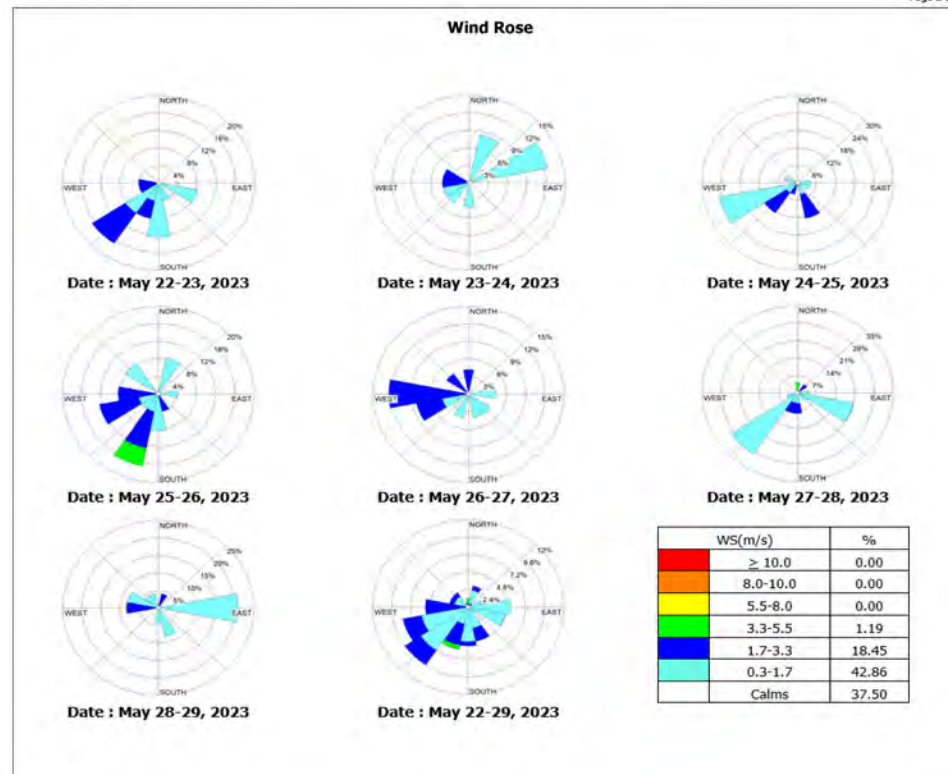 Wind Rose
NORTH
20%
16%
12%
8%
4%
WEST
EAST
SOUTH
Date : May 22-23, 2023
NORTH
15%
12%
9%
6%
3%
WEST
EAST
SOUTH
Date : May 23-24, 2023
NORTH
30%
24%
18%
12%
6%
WEST
EAST
SOUTH
Date : May 24-25, 2023
NORTH
20%
16%
12%
8%
4%
WEST
EAST
SOUTH
Date : May 25-26, 2023
NORTH
15%
12%
9%
6%
3%
WEST
EAST
SOUTH
Date : May 26-27, 2023
NORTH
35%
21%
14%
7%
WEST
EAST
SOUTH
Date : May 27-28, 2023
NORTH
25%
20%
15%
10%
5%
WEST
EAST
SOUTH
Date : May 28-29, 2023
NORTH
12%
9.8%
7.2%
4.8%
2.4%
WEST
EAST
SOUTH
Date : May 22-29, 2023
WS(m/s) %
≥ 10.0 0.00
8.0-10.0 0.00
5.5-8.0 0.00
3.3-5.5 1.19
1.7-3.3 18.45
0.3-1.7 42.86
Calms 37.50